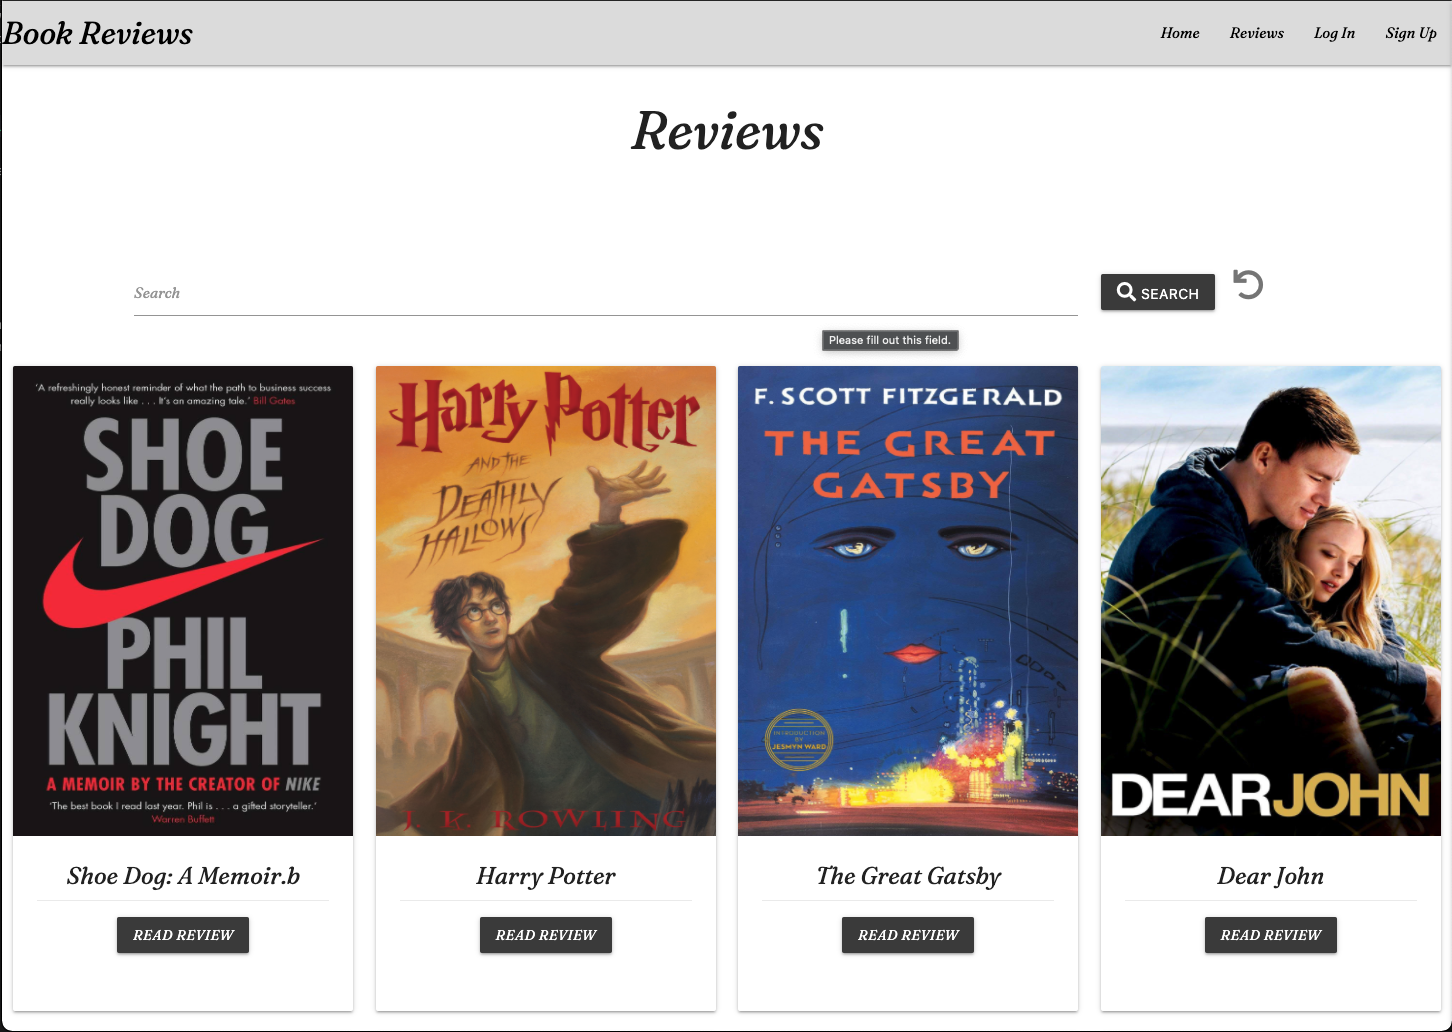 Book Reviews
Home Reviews Log In Sign Up
Reviews
Search
SEARCH
Please fill out this field.
'A refreshingly honest reminder of what the path to business success
really looks like . . . It's an amazing tale.' Bill Gates
SHOE
DOG
PHIL
KNIGHT
A MEMOIR BY THE CREATOR OF NIKE
'The best book I read last year. Phil is . . . a gifted storyteller.'
Warren Buffett
Harry Potter
AND THE
DEATHLY
HALLOWS
J. K. ROWLING
F. SCOTT FITZGERALD
THE GREAT
GATSBY
INTRODUCTION
BY
JESMYN WARD
DEAR JOHN
Shoe Dog: A Memoir.b
READ REVIEW
Harry Potter
READ REVIEW
The Great Gatsby
READ REVIEW
Dear John
READ REVIEW